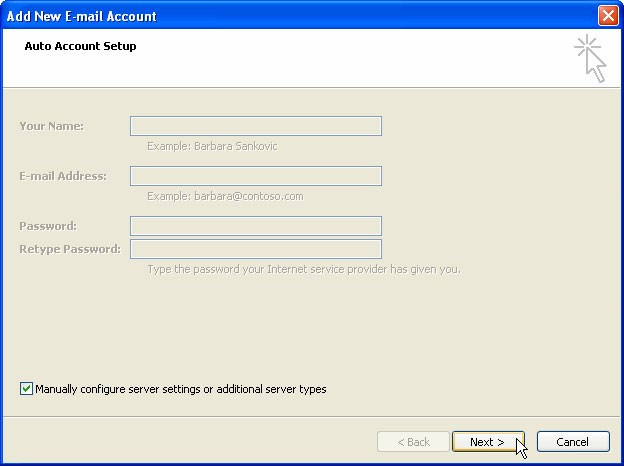 Add New E-mail Account
Auto Account Setup
Your Name:
Example: Barbara Sankovic
E-mail Address:
Example: barbara@contoso.com
Password:
Retype Password:
Type the password your Internet service provider has given you.
Manually configure server settings or additional server types
< Back Next > Cancel